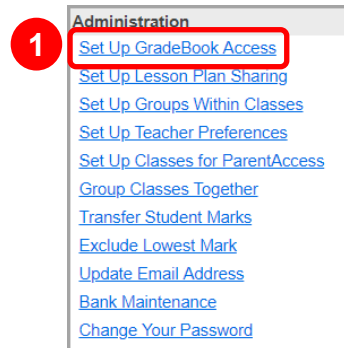 Administration
1
Set Up GradeBook Access
Set Up Lesson Plan Sharing
Set Up Groups Within Classes
Set Up Teacher Preferences
Set Up Classes for ParentAccess
Group Classes Together
Transfer Student Marks
Exclude Lowest Mark
Update Email Address
Bank Maintenance
Change Your Password